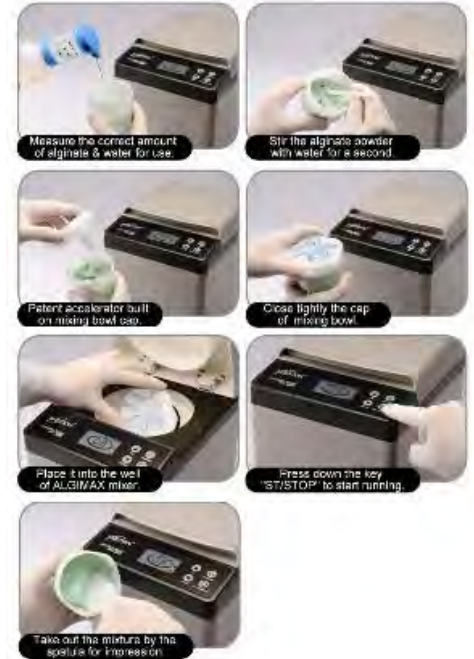 Measure the correct amount
of alginate & water for use.
Stir the alginate powder
with water for a second.
Patent accelerator built
on mixing bowl cap.
Close tightly the cap
of mixing bowl.
Place it into the well
of ALGIMAX mixer.
Press down the key
"ST/STOP" to start running.
Take out the mixture by the
spatula for impression